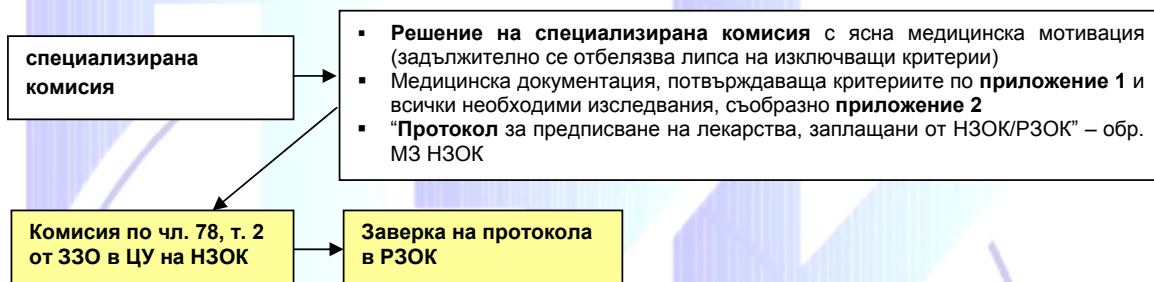 специализирана
комисия
▪ Решение на специализирана комисия с ясна медицинска мотивация
(задължително се отбелязва липса на изключващи критерии)
▪ Медицинска документация, потвърждаваща критериите по приложение 1 и
всички необходими изследвания, съобразно приложение 2
▪ “Протокол за предписване на лекарства, заплащани от НЗОК/РЗОК” – обр.
МЗ НЗОК
Комисия по чл. 78, т. 2
от ЗЗО в ЦУ на НЗОК
Заверка на протокола
в РЗОК